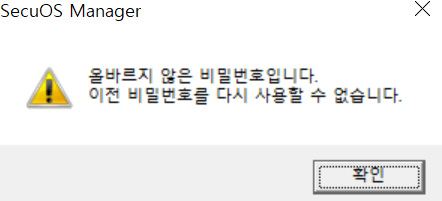 SecuOS Manager
올바르지 않은 비밀번호입니다.
이전 비밀번호를 다시 사용할 수 없습니다.
확인